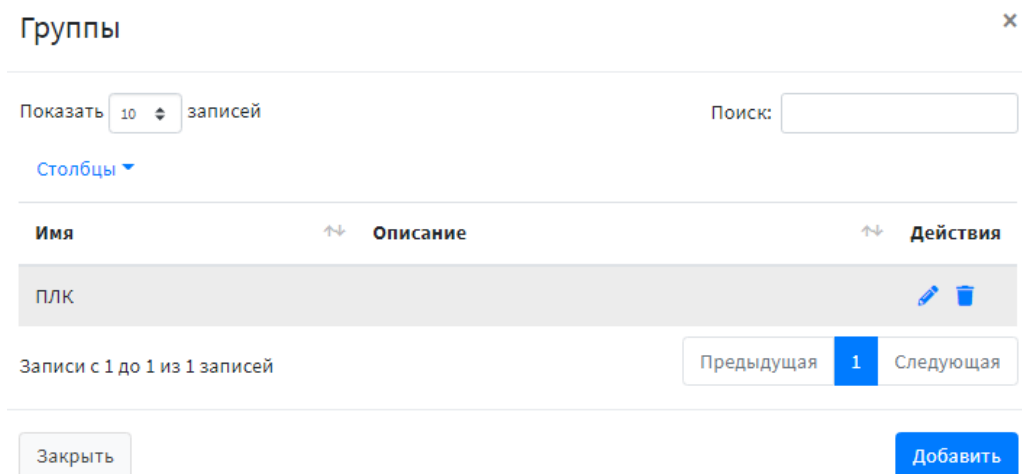 Группы ×
Показать 10 записей Поиск:
Столбцы
Имя Описание Действия
ПЛК
Записи с 1 до 1 из 1 записей Предыдущая 1 Следующая
Закрыть Добавить